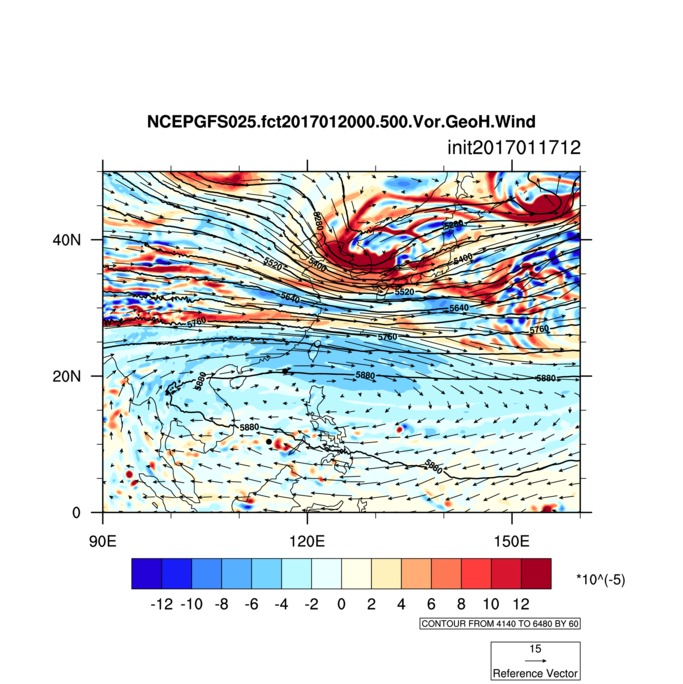 NCEPGFS025.fct2017012000.500.Vor.GeoH.Wind
init2017011712
40N
20N
0
90E 120E 150E
5280
5280
5400
5400
5520
5520
5640
5640
5760
5760
5760
5880
5880
5880
5880
5880
-12 -10 -8 -6 -4 -2 0 2 4 6 8 10 12
*10^(-5)
CONTOUR FROM 4140 TO 6480 BY 60
15
Reference Vector